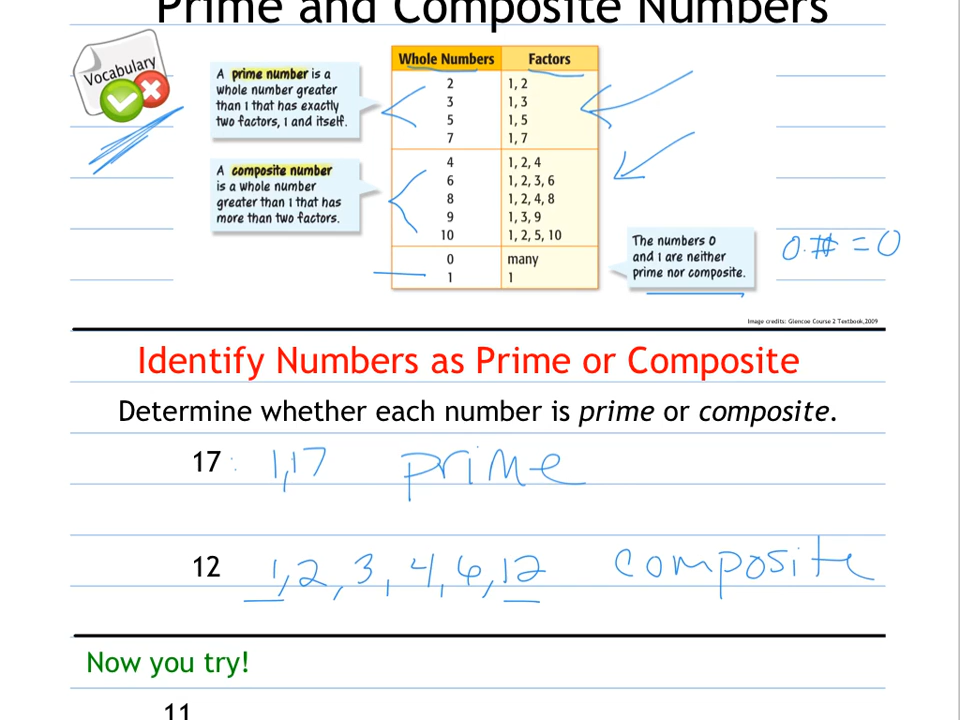 Prime and Composite Numbers
Vocabulary
A prime number is a
whole number greater
than 1 that has exactly
two factors, 1 and itself.
A composite number
is a whole number
greater than 1 that has
more than two factors.
Whole Numbers Factors
2 1, 2
3 1, 3
5 1, 5
7 1, 7
4 1, 2, 4
6 1, 2, 3, 6
8 1, 2, 4, 8
9 1, 3, 9
10 1, 2, 5, 10
0 many
1 1
The numbers 0
and 1 are neither
prime nor composite.
0·# = 0
Image credits: Glencoe Course 2 Textbook,2009
Identify Numbers as Prime or Composite
Determine whether each number is prime or composite.
17 : 1,17 prime
12 1,2,3,4,6,12 composite
Now you try!
11